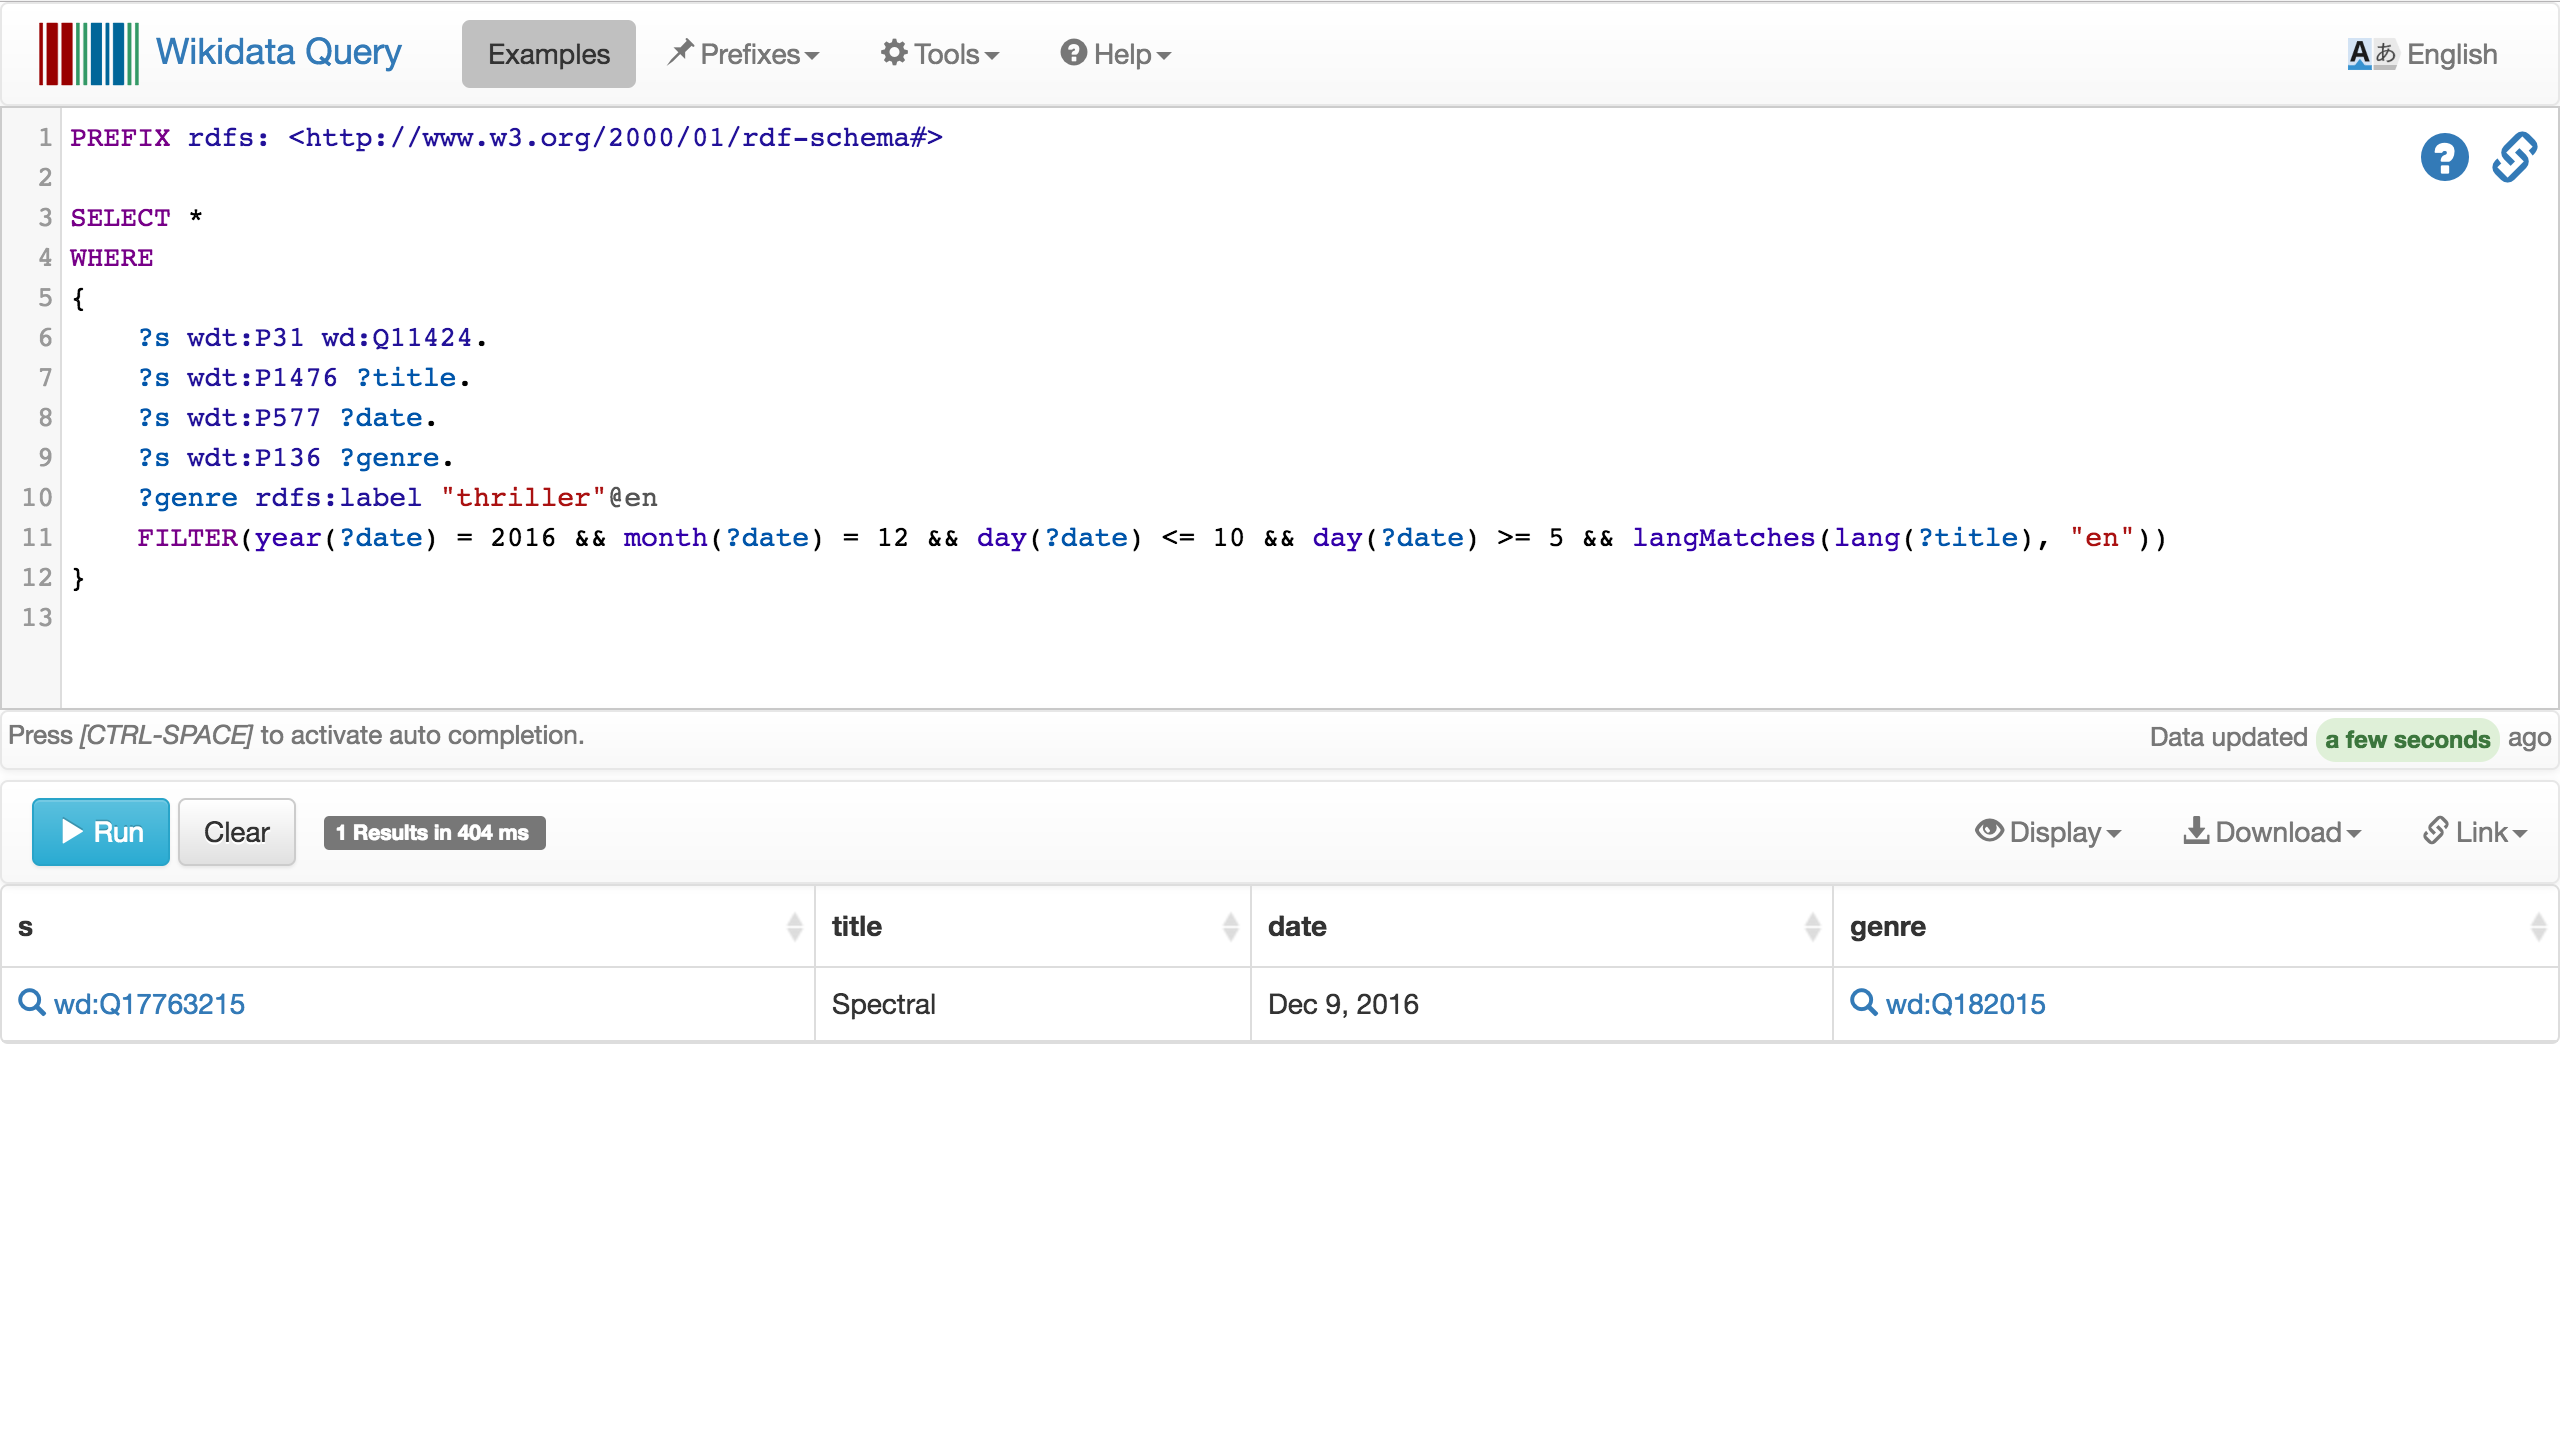 Wikidata Query Examples Prefixes Tools Help Aあ English
1 PREFIX rdfs: <http://www.w3.org/2000/01/rdf-schema#>
2
3 SELECT *
4 WHERE
5 {
6 ?s wdt:P31 wd:Q11424.
7 ?s wdt:P1476 ?title.
8 ?s wdt:P577 ?date.
9 ?s wdt:P136 ?genre.
10 ?genre rdfs:label "thriller"@en
11 FILTER(year(?date) = 2016 && month(?date) = 12 && day(?date) <= 10 && day(?date) >= 5 && langMatches(lang(?title), "en"))
12 }
13
Press [CTRL-SPACE] to activate auto completion. Data updated a few seconds ago
Run Clear 1 Results in 404 ms Display Download Link
s title date genre
wd:Q17763215 Spectral Dec 9, 2016 wd:Q182015